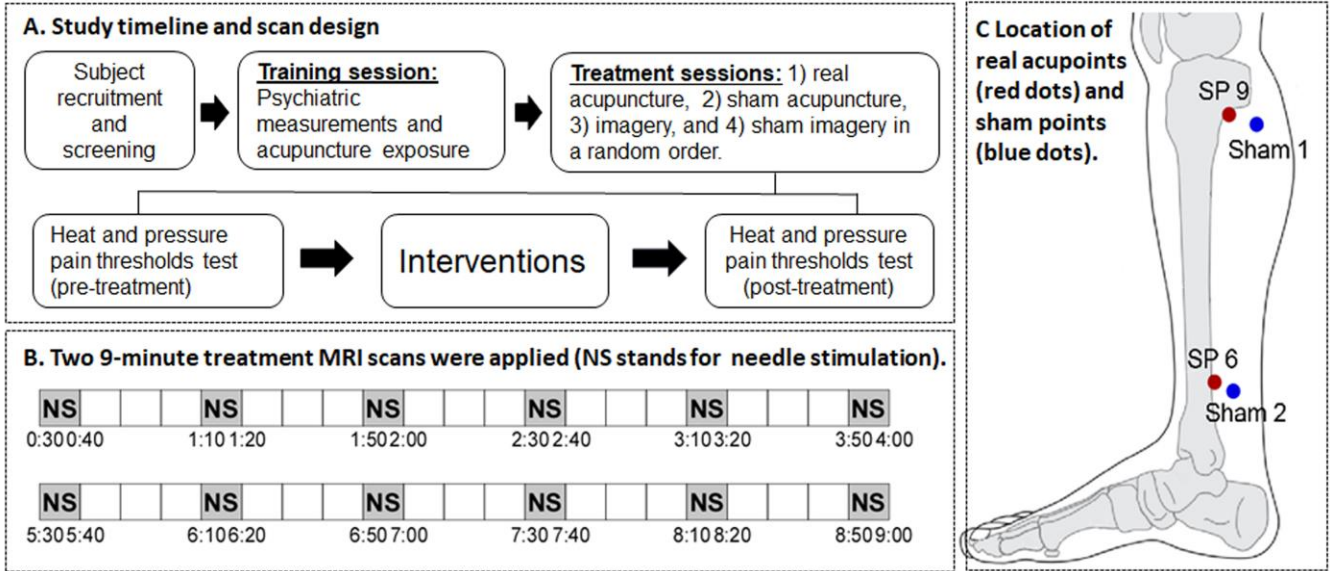 A. Study timeline and scan design
Subject
recruitment
and
screening
Training session:
Psychiatric
measurements and
acupuncture exposure
Treatment sessions: 1) real
acupuncture, 2) sham acupuncture,
3) imagery, and 4) sham imagery in
a random order.
Heat and pressure
pain thresholds test
(pre-treatment)
Interventions
Heat and pressure
pain thresholds test
(post-treatment)
B. Two 9-minute treatment MRI scans were applied (NS stands for needle stimulation).
NS NS NS NS NS NS
0:30 0:40 1:10 1:20 1:50 2:00 2:30 2:40 3:10 3:20 3:50 4:00
NS NS NS NS NS NS
5:30 5:40 6:10 6:20 6:50 7:00 7:30 7:40 8:10 8:20 8:50 9:00
C Location of
real acupoints
(red dots) and
sham points
(blue dots).
SP 9
Sham 1
SP 6
Sham 2